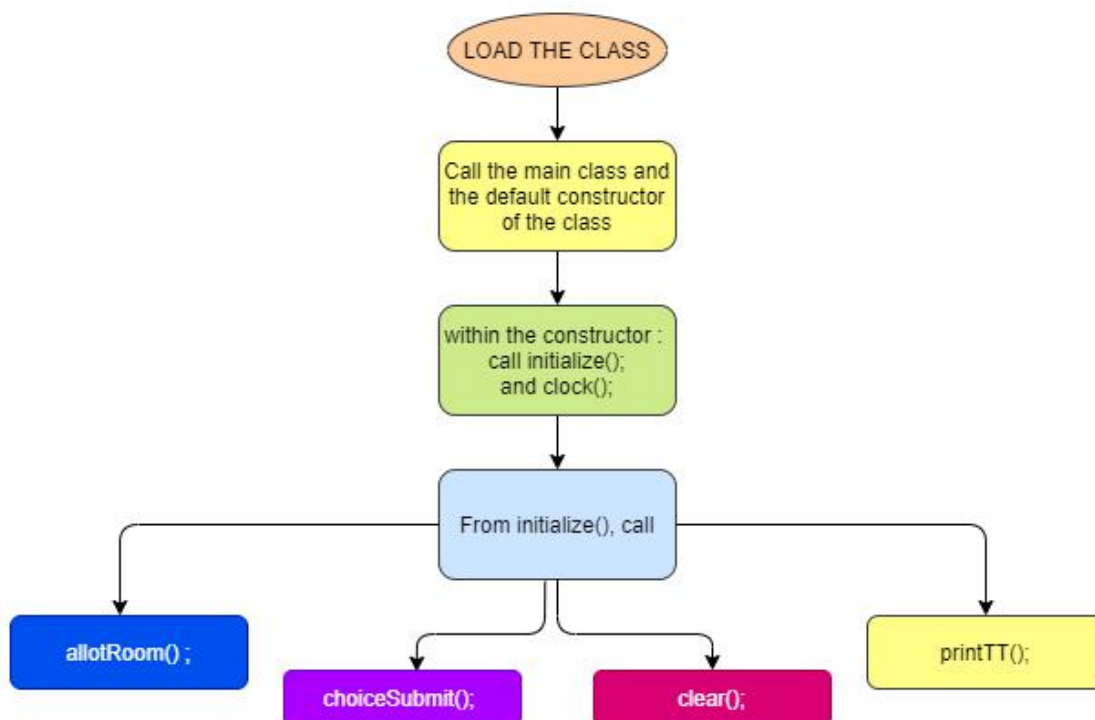 LOAD THE CLASS
Call the main class and
the default constructor
of the class
within the constructor :
call initialize();
and clock();
From initialize(), call
allotRoom() ;
printTT();
choiceSubmit();
clear();